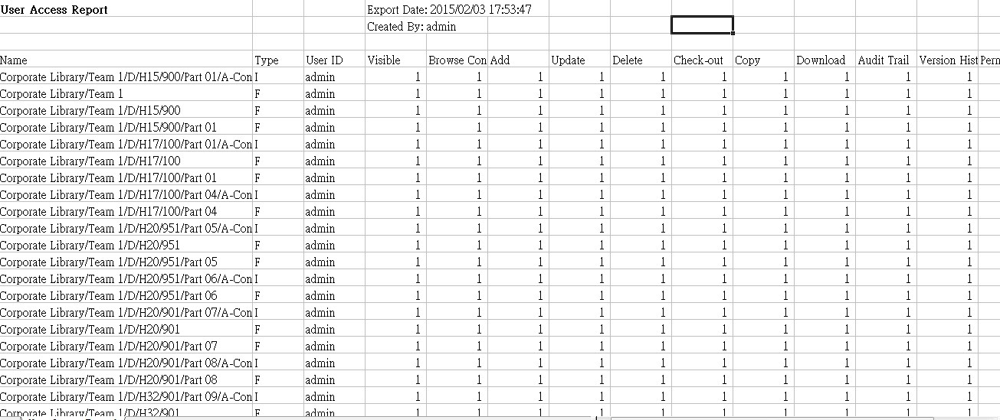 User Access Report Export Date: 2015/02/03 17:53:47
Created By: admin
Name Type User ID Visible Browse Con Add Update Delete Check-out Copy Download Audit Trail Version Hist Perm
Corporate Library/Team 1/D/H15/900/Part 01/A-Con I admin 1 1 1 1 1 1 1 1 1 1
Corporate Library/Team 1 F admin 1 1 1 1 1 1 1 1 1 1
Corporate Library/Team 1/D/H15/900 F admin 1 1 1 1 1 1 1 1 1 1
Corporate Library/Team 1/D/H15/900/Part 01 F admin 1 1 1 1 1 1 1 1 1 1
Corporate Library/Team 1/D/H17/100/Part 01/A-Con I admin 1 1 1 1 1 1 1 1 1 1
Corporate Library/Team 1/D/H17/100 F admin 1 1 1 1 1 1 1 1 1 1
Corporate Library/Team 1/D/H17/100/Part 01 F admin 1 1 1 1 1 1 1 1 1 1
Corporate Library/Team 1/D/H17/100/Part 04/A-Con I admin 1 1 1 1 1 1 1 1 1 1
Corporate Library/Team 1/D/H17/100/Part 04 F admin 1 1 1 1 1 1 1 1 1 1
Corporate Library/Team 1/D/H20/951/Part 05/A-Con I admin 1 1 1 1 1 1 1 1 1 1
Corporate Library/Team 1/D/H20/951 F admin 1 1 1 1 1 1 1 1 1 1
Corporate Library/Team 1/D/H20/951/Part 05 F admin 1 1 1 1 1 1 1 1 1 1
Corporate Library/Team 1/D/H20/951/Part 06/A-Con I admin 1 1 1 1 1 1 1 1 1 1
Corporate Library/Team 1/D/H20/951/Part 06 F admin 1 1 1 1 1 1 1 1 1 1
Corporate Library/Team 1/D/H20/901/Part 07/A-Con I admin 1 1 1 1 1 1 1 1 1 1
Corporate Library/Team 1/D/H20/901 F admin 1 1 1 1 1 1 1 1 1 1
Corporate Library/Team 1/D/H20/901/Part 07 F admin 1 1 1 1 1 1 1 1 1 1
Corporate Library/Team 1/D/H20/901/Part 08/A-Con I admin 1 1 1 1 1 1 1 1 1 1
Corporate Library/Team 1/D/H20/901/Part 08 F admin 1 1 1 1 1 1 1 1 1 1
Corporate Library/Team 1/D/H32/901/Part 09/A-Con I admin 1 1 1 1 1 1 1 1 1 1
Corporate Library/Team 1/D/H32/901 F admin 1 1 1 1 1 1 1 1 1 1